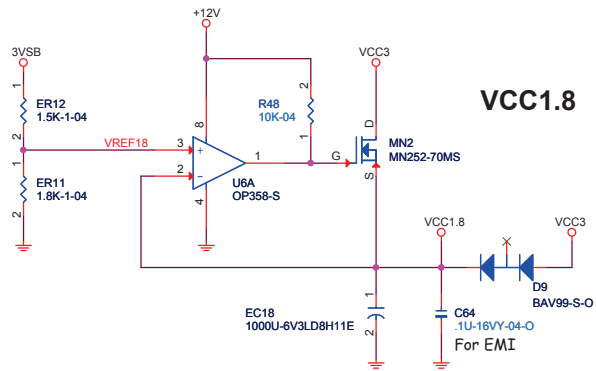 +12V
3VSB
VCC3
1
ER12
1.5K-1-04
2
8
2
R48
10K-04
1
VCC1.8
D
MN2
MN252-70MS
G
S
VREF18
3
+
1
2
-
U6A
OP358-S
4
1
ER11
1.8K-1-04
2
VCC1.8
VCC3
D9
BAV99-S-O
EC18
1000U-6V3LD8H11E
1
2
C64
.1U-16VY-04-O
For EMI